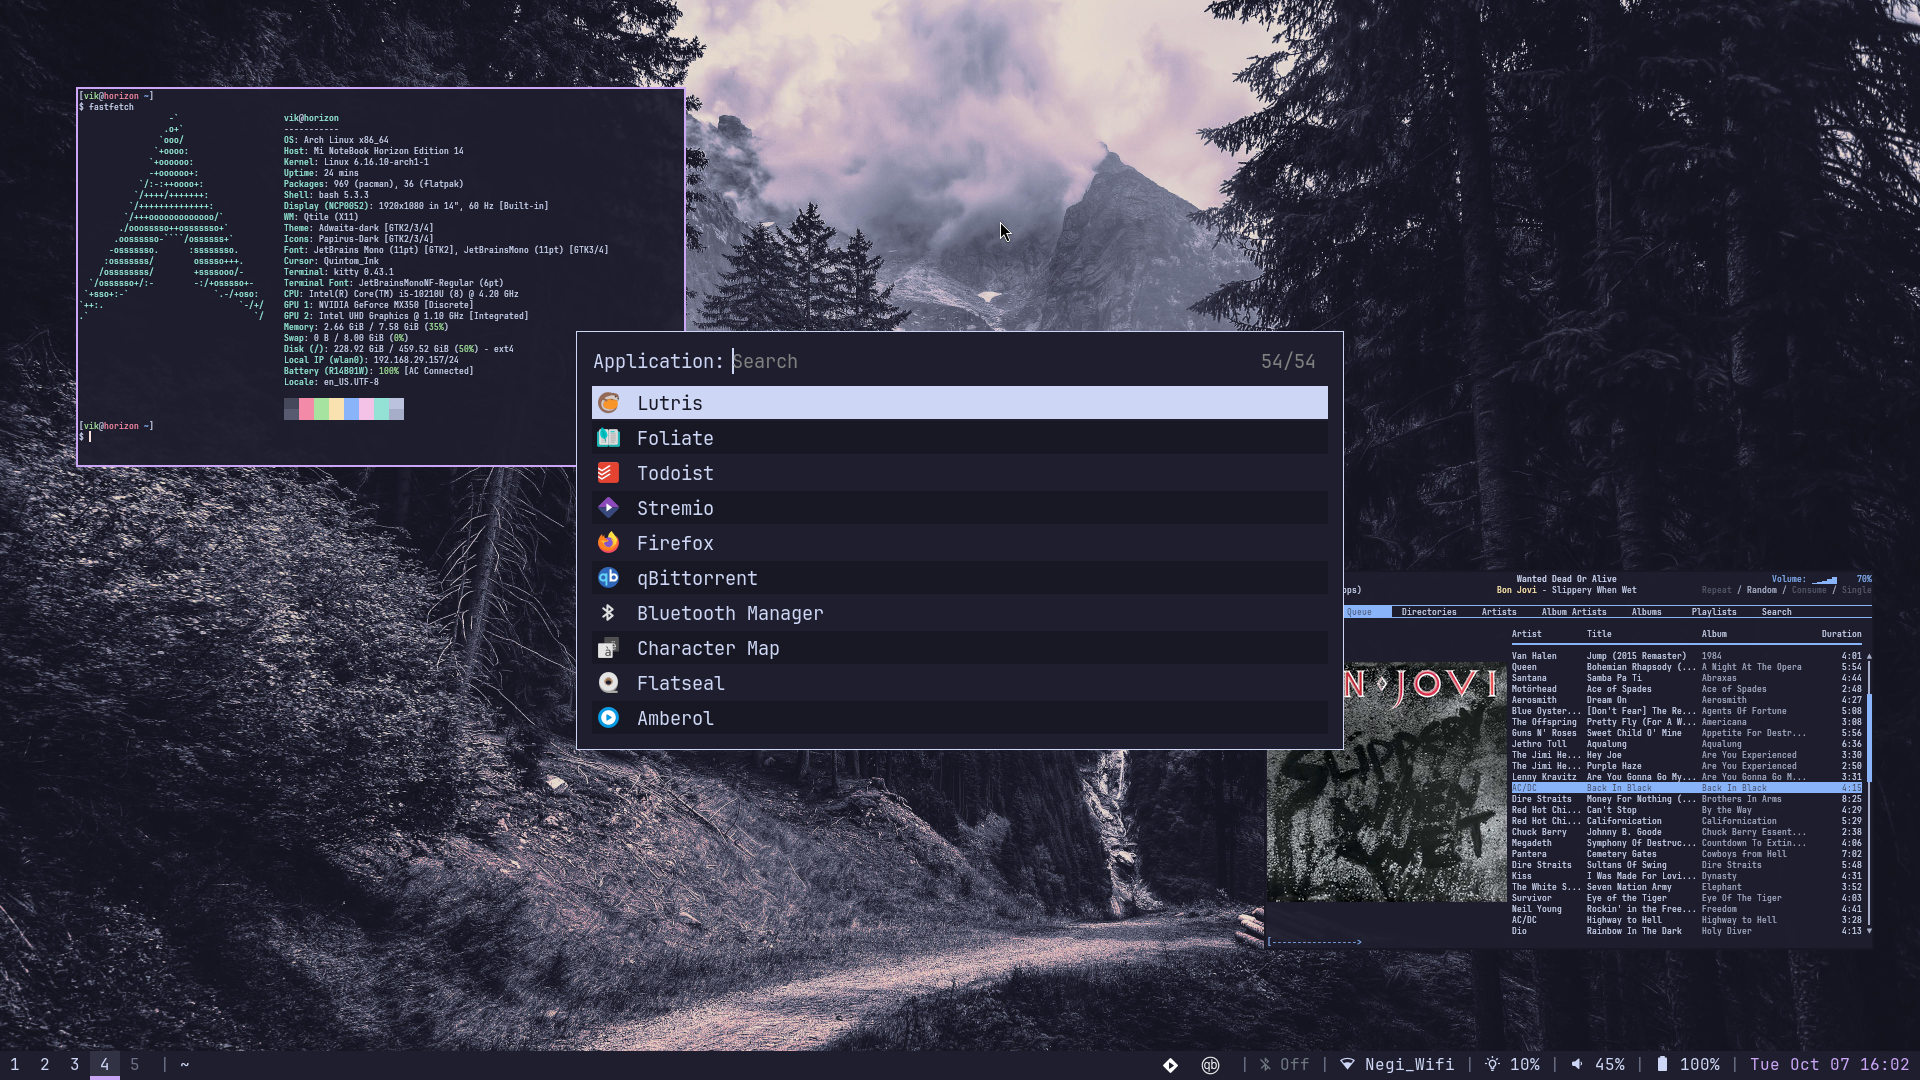 [vik@horizon ~]
$ fastfetch
vik@horizon
-----------
OS: Arch Linux x86_64
Host: Mi NoteBook Horizon Edition 14
Kernel: Linux 6.16.10-arch1-1
Uptime: 24 mins
Packages: 969 (pacman), 36 (flatpak)
Shell: bash 5.3.3
Display (NCP0052): 1920x1080 in 14", 60 Hz [Built-in]
WM: Qtile (X11)
Theme: Adwaita-dark [GTK2/3/4]
Icons: Papirus-Dark [GTK2/3/4]
Font: JetBrains Mono (11pt) [GTK2], JetBrainsMono (11pt) [GTK3/4]
Cursor: Quintom_Ink
Terminal: kitty 0.43.1
Terminal Font: JetBrainsMonoNF-Regular (6pt)
CPU: Intel(R) Core(TM) i5-10210U (8) @ 4.20 GHz
GPU 1: NVIDIA GeForce MX350 [Discrete]
GPU 2: Intel UHD Graphics @ 1.10 GHz [Integrated]
Memory: 2.66 GiB / 7.58 GiB (35%)
Swap: 0 B / 8.00 GiB (0%)
Disk (/): 228.92 GiB / 459.52 GiB (50%) - ext4
Local IP (wlan0): 192.168.29.157/24
Battery (R14B01W): 100% [AC Connected]
Locale: en_US.UTF-8
[vik@horizon ~]
$
Application: Search 54/54
Lutris
Foliate
Todoist
Stremio
Firefox
qBittorrent
Bluetooth Manager
Character Map
Flatseal
Amberol
Wanted Dead Or Alive Volume: 70%
Bon Jovi - Slippery When Wet Repeat / Random / Consume / Single
Queue Directories Artists Album Artists Albums Playlists Search
Artist Title Album Duration
Van Halen Jump (2015 Remaster) 1984 4:01
Queen Bohemian Rhapsody (... A Night At The Opera 5:54
Santana Samba Pa Ti Abraxas 4:44
Motörhead Ace of Spades Ace of Spades 2:48
Aerosmith Dream On Aerosmith 4:27
Blue Oyster... [Don't Fear] The Re... Agents Of Fortune 5:08
The Offspring Pretty Fly (For A W... Americana 3:08
Guns N' Roses Sweet Child O' Mine Appetite For Destr... 5:56
Jethro Tull Aqualung Aqualung 6:36
The Jimi He... Hey Joe Are You Experienced 3:30
The Jimi He... Purple Haze Are You Experienced 2:50
Lenny Kravitz Are You Gonna Go My... Are You Gonna Go M... 3:31
AC/DC Back In Black Back In Black 4:15
Dire Straits Money For Nothing (... Brothers In Arms 8:25
Red Hot Chi... Can't Stop By the Way 4:29
Red Hot Chi... Californication Californication 5:29
Chuck Berry Johnny B. Goode Chuck Berry Essent... 2:38
Megadeth Symphony Of Destruc... Countdown To Extin... 4:06
Pantera Cemetery Gates Cowboys from Hell 7:02
Dire Straits Sultans Of Swing Dire Straits 5:48
Kiss I Was Made For Lovi... Dynasty 4:31
The White S... Seven Nation Army Elephant 3:52
Survivor Eye of the Tiger Eye Of The Tiger 4:03
Neil Young Rockin' in the Free... Freedom 4:41
AC/DC Highway to Hell Highway to Hell 3:28
Dio Rainbow In The Dark Holy Diver 4:13
N JOVI
SLIPPERY
WHEN
WET
1 2 3 4 5 | ~ qb | Off | Negi_Wifi | 10% | 45% | 100% | Tue Oct 07 16:02